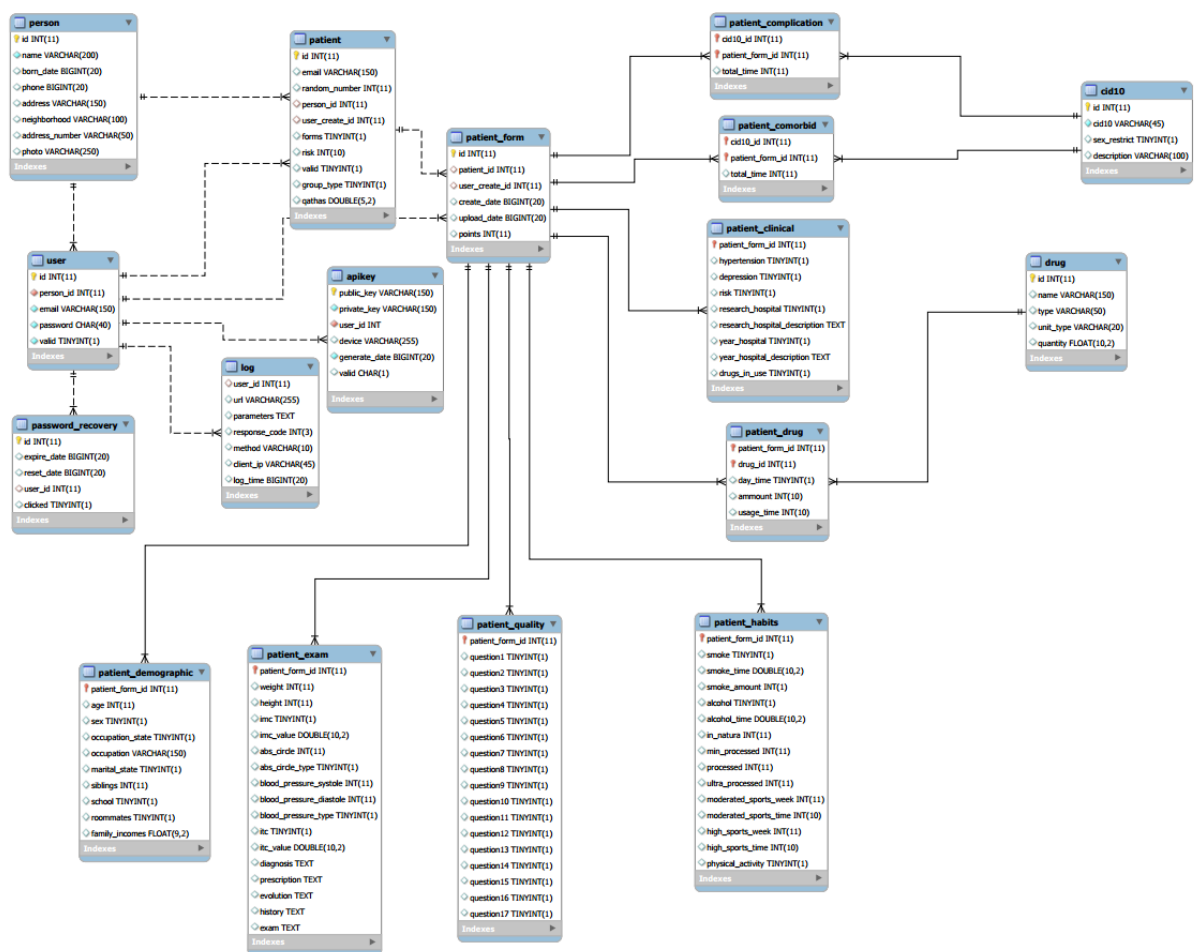 person
id INT(11)
name VARCHAR(200)
born_date BIGINT(20)
phone BIGINT(20)
address VARCHAR(150)
neighborhood VARCHAR(100)
address_number VARCHAR(50)
photo VARCHAR(250)
Indexes
patient
id INT(11)
email VARCHAR(150)
random_number INT(11)
person_id INT(11)
user_create_id INT(11)
forms TINYINT(1)
risk INT(10)
valid TINYINT(1)
group_type TINYINT(1)
qathas DOUBLE(5,2)
Indexes
patient_complication
cid10_id INT(11)
patient_form_id INT(11)
total_time INT(11)
Indexes
cid10
id INT(11)
cid10 VARCHAR(45)
sex_restrict TINYINT(1)
description VARCHAR(100)
Indexes
patient_form
id INT(11)
patient_id INT(11)
user_create_id INT(11)
create_date BIGINT(20)
upload_date BIGINT(20)
points INT(11)
Indexes
patient_comorbid
cid10_id INT(11)
patient_form_id INT(11)
total_time INT(11)
Indexes
patient_clinical
patient_form_id INT(11)
hypertension TINYINT(1)
depression TINYINT(1)
risk TINYINT(1)
research_hospital TINYINT(1)
research_hospital_description TEXT
year_hospital TINYINT(1)
year_hospital_description TEXT
drugs_in_use TINYINT(1)
Indexes
user
id INT(11)
person_id INT(11)
email VARCHAR(150)
password CHAR(40)
valid TINYINT(1)
Indexes
apikey
public_key VARCHAR(150)
private_key VARCHAR(150)
user_id INT
device VARCHAR(255)
generate_date BIGINT(20)
valid CHAR(1)
Indexes
drug
id INT(11)
name VARCHAR(150)
type VARCHAR(50)
unit_type VARCHAR(20)
quantity FLOAT(10,2)
Indexes
log
user_id INT(11)
url VARCHAR(255)
parameters TEXT
response_code INT(3)
method VARCHAR(10)
client_ip VARCHAR(45)
log_time BIGINT(20)
Indexes
password_recovery
id INT(11)
expire_date BIGINT(20)
reset_date BIGINT(20)
user_id INT(11)
clicked TINYINT(1)
Indexes
patient_drug
patient_form_id INT(11)
drug_id INT(11)
day_time TINYINT(1)
ammount INT(10)
usage_time INT(10)
Indexes
patient_demographic
patient_form_id INT(11)
age INT(11)
sex TINYINT(1)
occupation_state TINYINT(1)
occupation VARCHAR(150)
marital_state TINYINT(1)
siblings INT(11)
school TINYINT(1)
roommates TINYINT(1)
family_incomes FLOAT(9,2)
Indexes
patient_exam
patient_form_id INT(11)
weight INT(11)
height INT(11)
imc TINYINT(1)
imc_value DOUBLE(10,2)
abs_circle INT(11)
abs_circle_type TINYINT(1)
blood_pressure_systole INT(11)
blood_pressure_diastole INT(11)
blood_pressure_type TINYINT(1)
itc TINYINT(1)
itc_value DOUBLE(10,2)
diagnosis TEXT
prescription TEXT
evolution TEXT
history TEXT
exam TEXT
Indexes
patient_quality
patient_form_id INT(11)
question1 TINYINT(1)
question2 TINYINT(1)
question3 TINYINT(1)
question4 TINYINT(1)
question5 TINYINT(1)
question6 TINYINT(1)
question7 TINYINT(1)
question8 TINYINT(1)
question9 TINYINT(1)
question10 TINYINT(1)
question11 TINYINT(1)
question12 TINYINT(1)
question13 TINYINT(1)
question14 TINYINT(1)
question15 TINYINT(1)
question16 TINYINT(1)
question17 TINYINT(1)
Indexes
patient_habits
patient_form_id INT(11)
smoke TINYINT(1)
smoke_time DOUBLE(10,2)
smoke_amount INT(1)
alcohol TINYINT(1)
alcohol_time DOUBLE(10,2)
in_natura INT(11)
min_processed INT(11)
processed INT(11)
ultra_processed INT(11)
moderated_sports_week INT(11)
moderated_sports_time INT(10)
high_sports_week INT(11)
high_sports_time INT(10)
physical_activity TINYINT(1)
Indexes